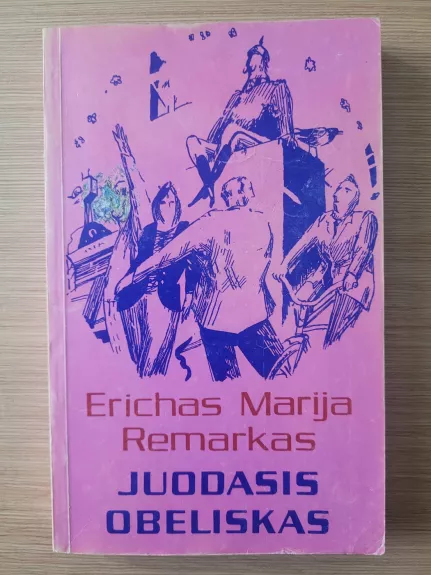 Erichas Marija
Remarkas
JUODASIS
OBELISKAS